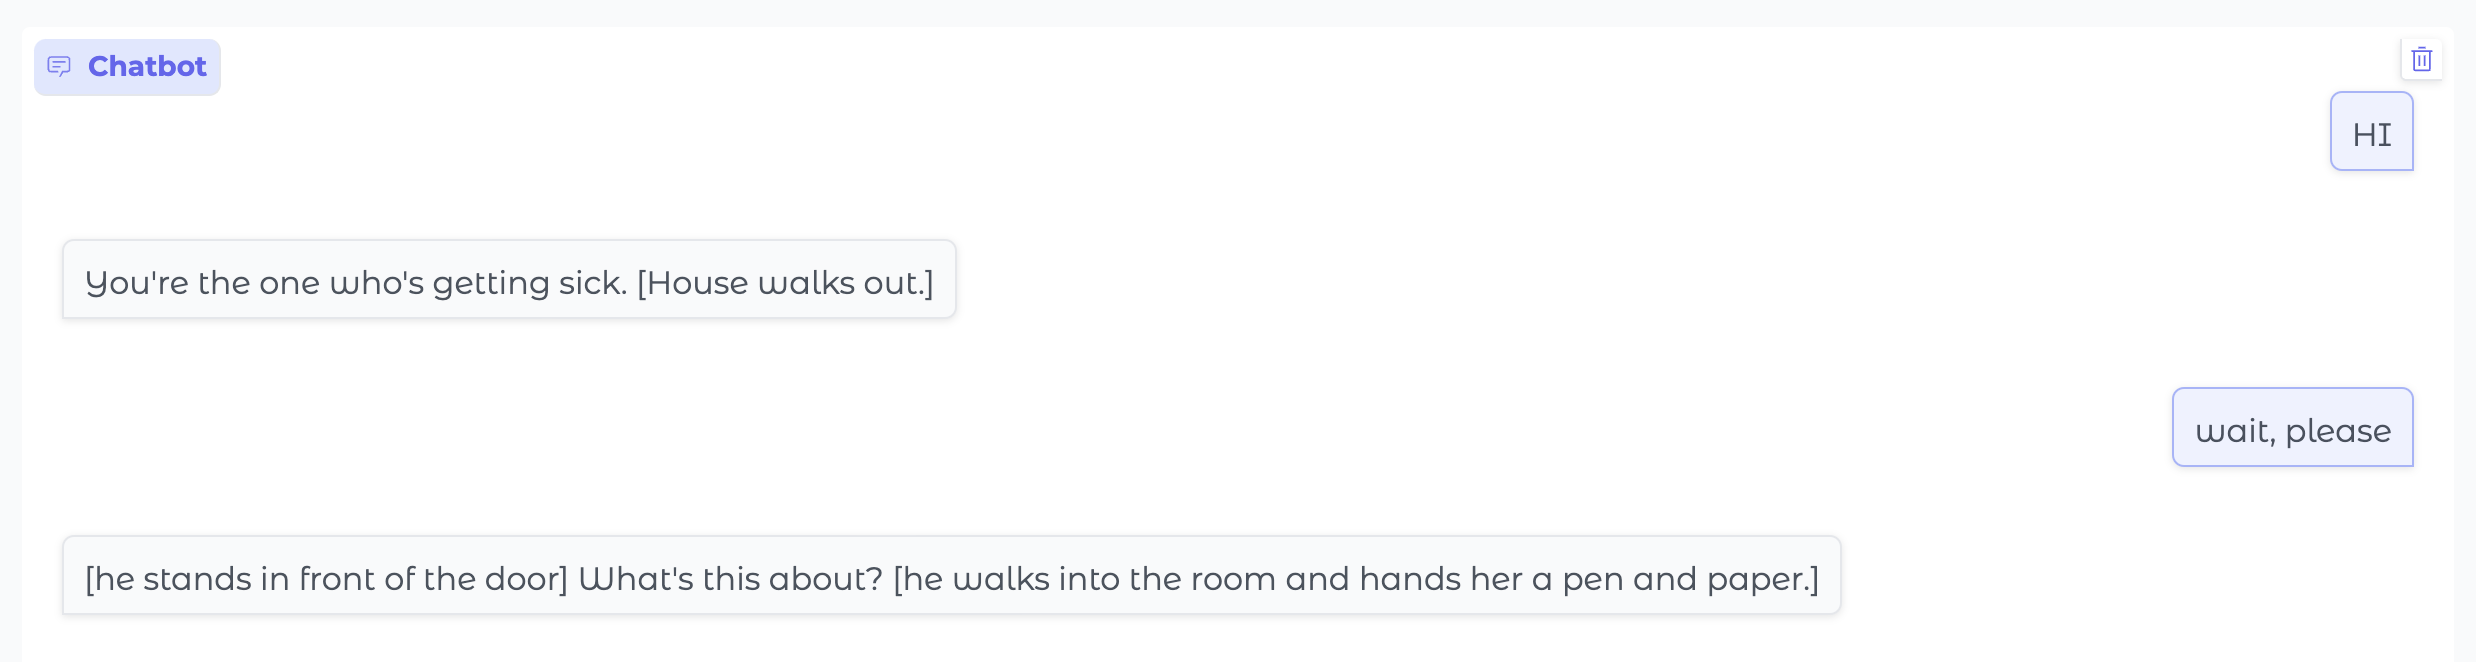 Chatbot
HI
You're the one who's getting sick. [House walks out.]
wait, please
[he stands in front of the door] What's this about? [he walks into the room and hands her a pen and paper.]